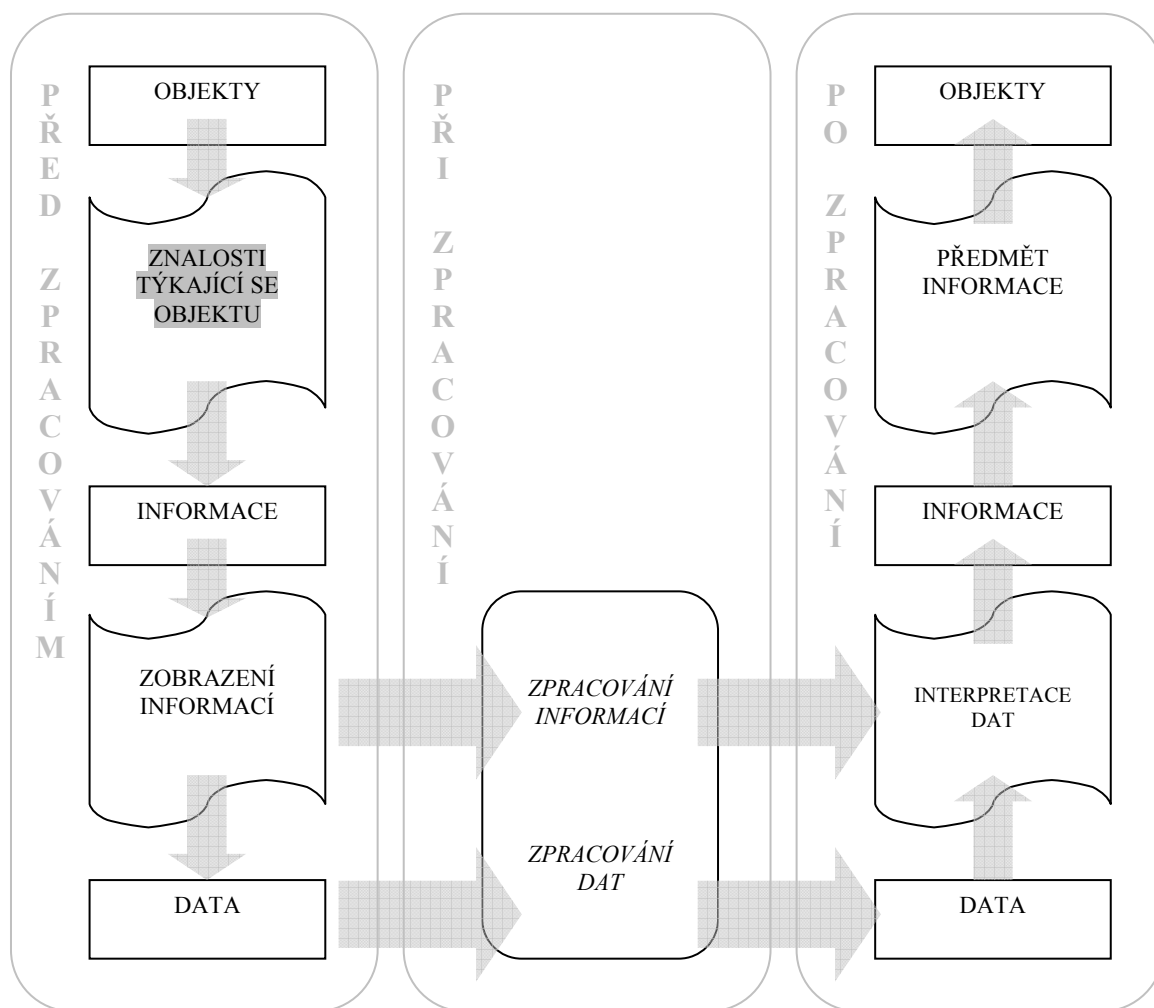 PŘED ZPRACOVÁNÍM
OBJEKTY
ZNALOSTI
TÝKAJÍCÍ SE
OBJEKTU
INFORMACE
ZOBRAZENÍ
INFORMACÍ
DATA
PŘI ZPRACOVÁNÍ
ZPRACOVÁNÍ
INFORMACÍ
ZPRACOVÁNÍ
DAT
PO ZPRACOVÁNÍ
OBJEKTY
PŘEDMĚT
INFORMACE
INFORMACE
INTERPRETACE
DAT
DATA